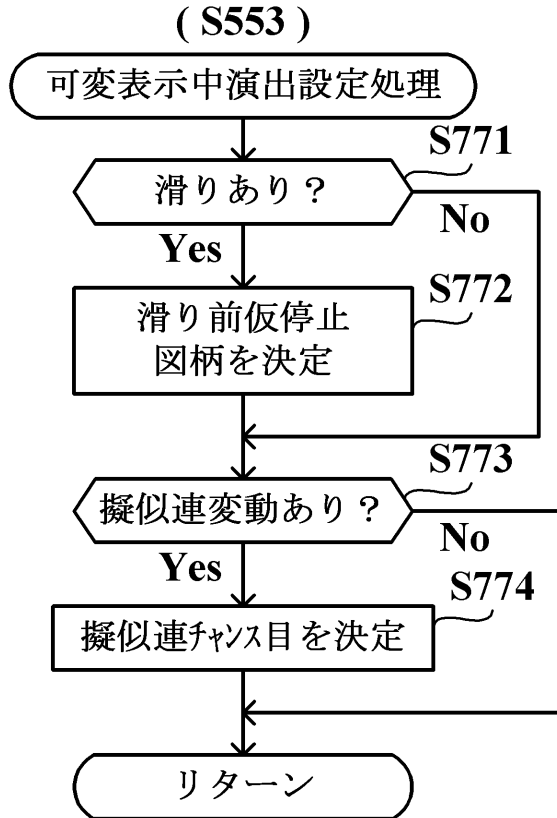 ( S553 )
可変表示中演出設定処理
S771
滑りあり？
No
Yes
S772
滑り前仮停止
図柄を決定
S773
擬似連変動あり？
No
Yes
S774
擬似連ﾁｬﾝｽ目を決定
リターン